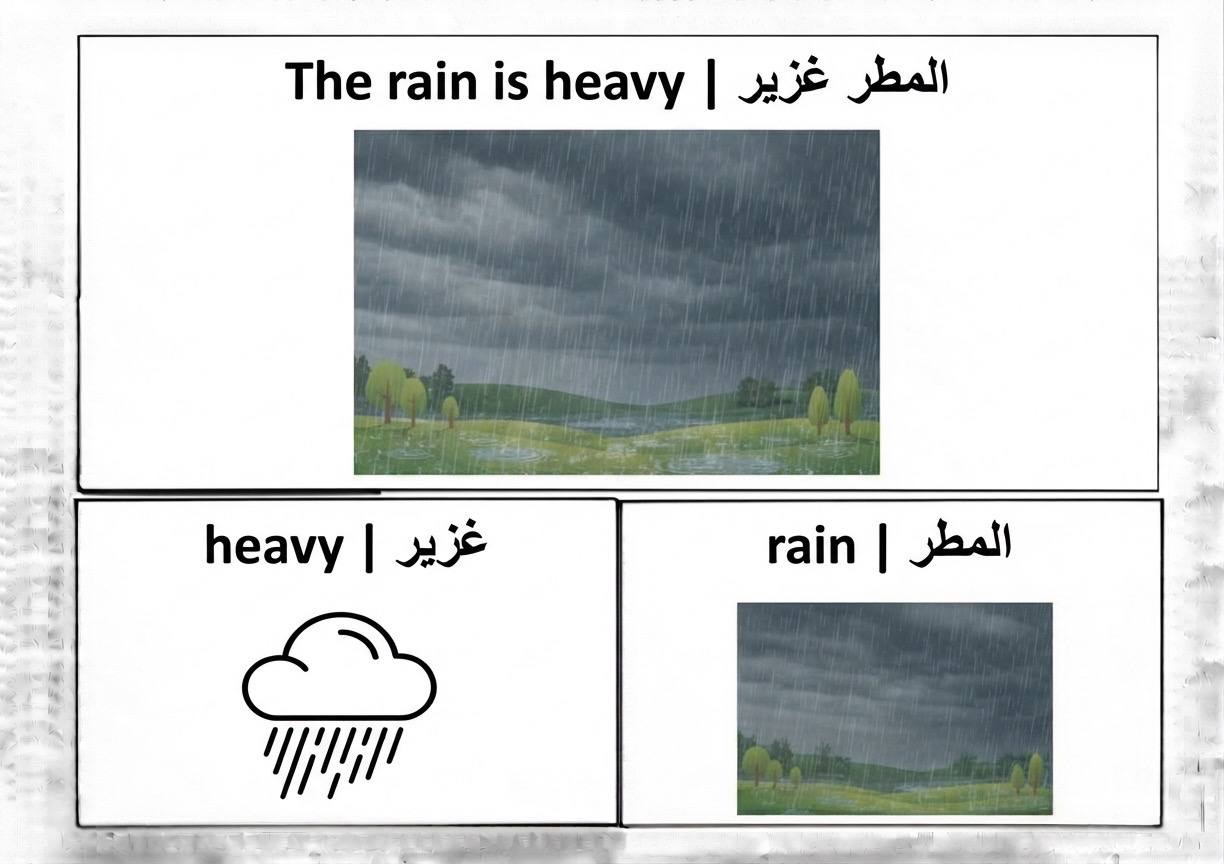 The rain is heavy | المطر غزير
heavy | غزير
rain | المطر